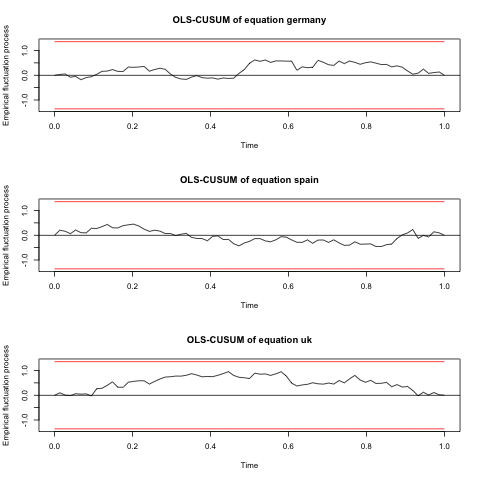 OLS-CUSUM of equation germany
Empirical fluctuation process
1.0
0.0
-1.0
0.0 0.2 0.4 0.6 0.8 1.0
Time
OLS-CUSUM of equation spain
Empirical fluctuation process
1.0
0.0
-1.0
0.0 0.2 0.4 0.6 0.8 1.0
Time
OLS-CUSUM of equation uk
Empirical fluctuation process
1.0
0.0
-1.0
0.0 0.2 0.4 0.6 0.8 1.0
Time